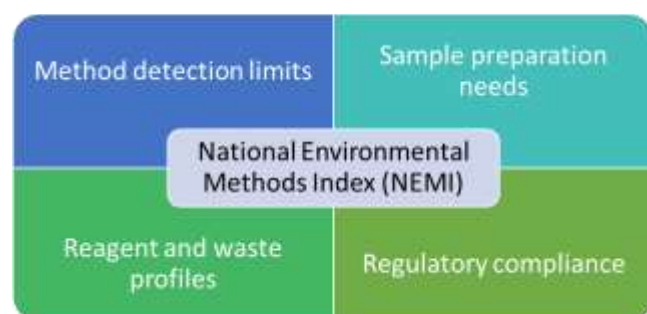 Method detection limits
Sample preparation
needs
National Environmental
Methods Index (NEMI)
Reagent and waste
profiles
Regulatory compliance